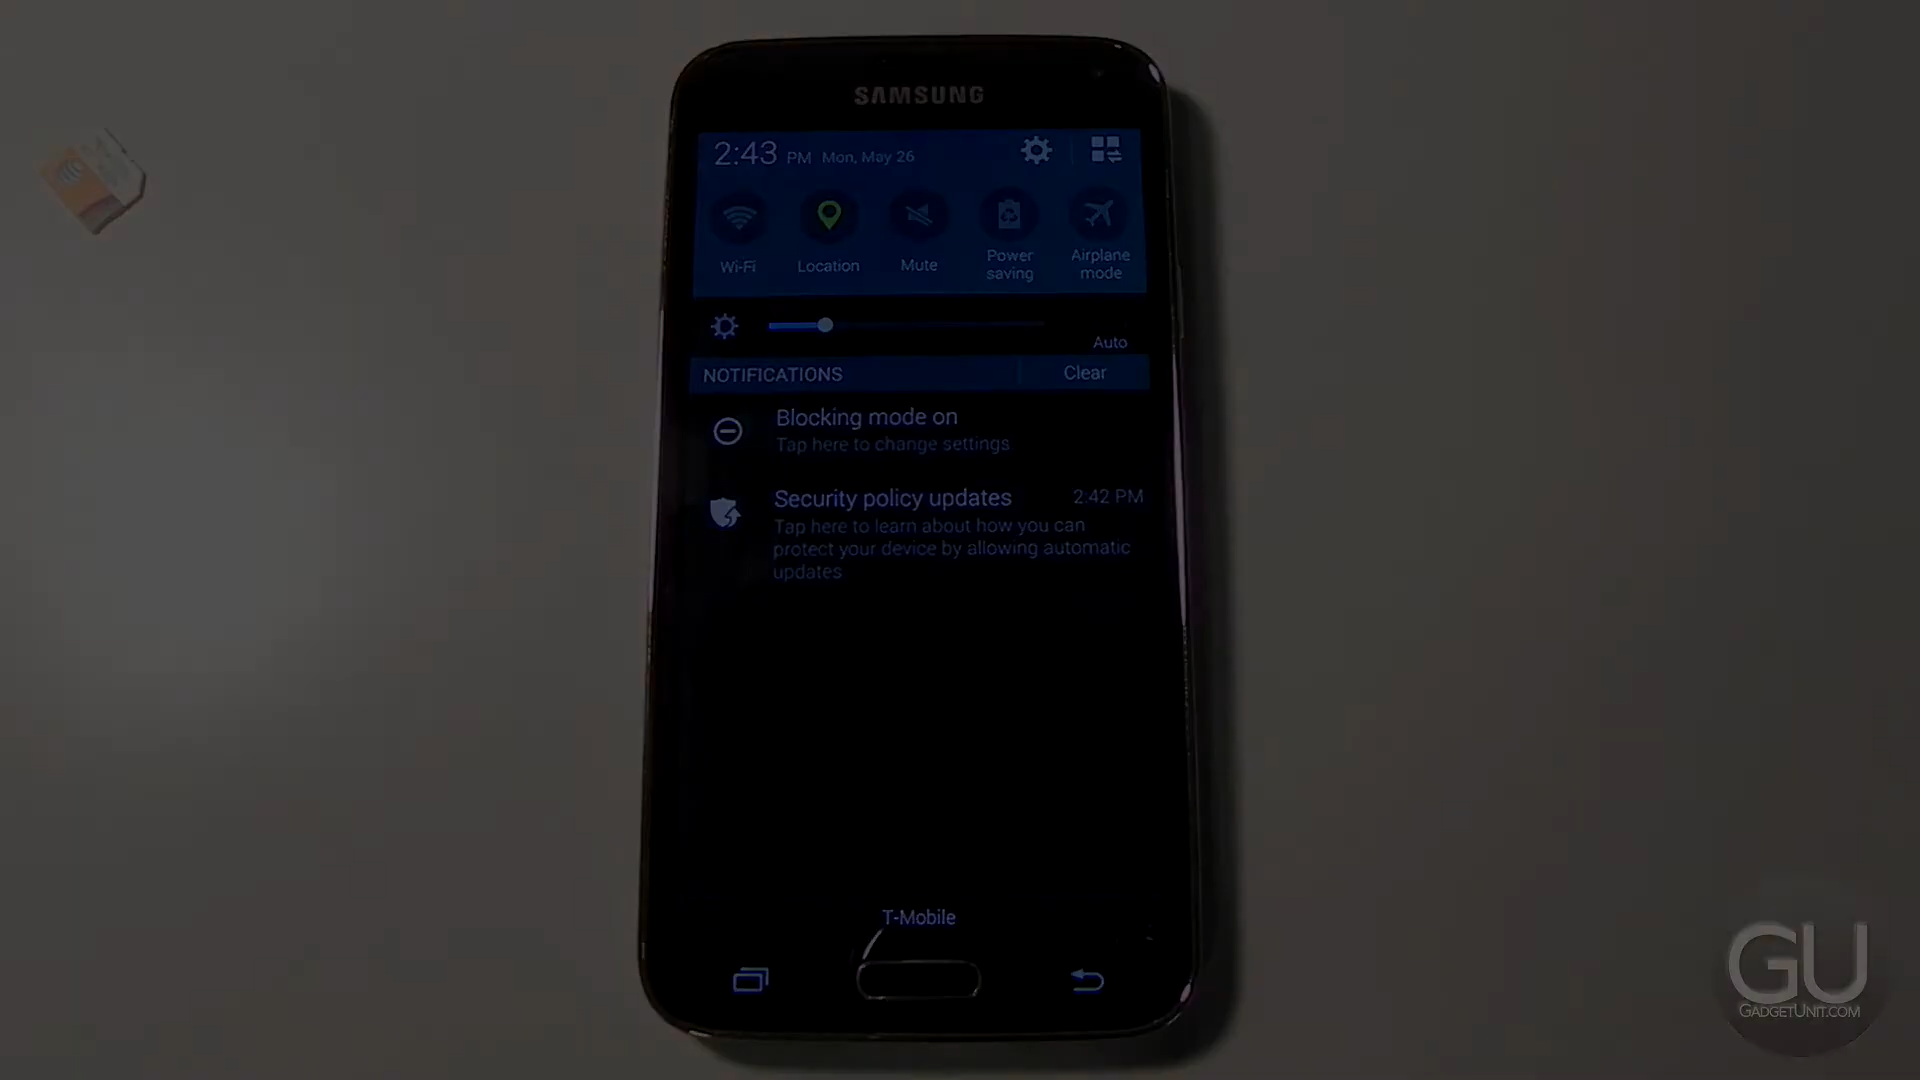 SAMSUNG
2:43 PM Mon, May 26
Wi-Fi
Location
Mute
Power
saving
Airplane
mode
Auto
NOTIFICATIONS
Clear
Blocking mode on
Tap here to change settings
Security policy updates
2:42 PM
Tap here to learn about how you can
protect your device by allowing automatic
updates
T-Mobile
GU
GADGETUNIT.COM